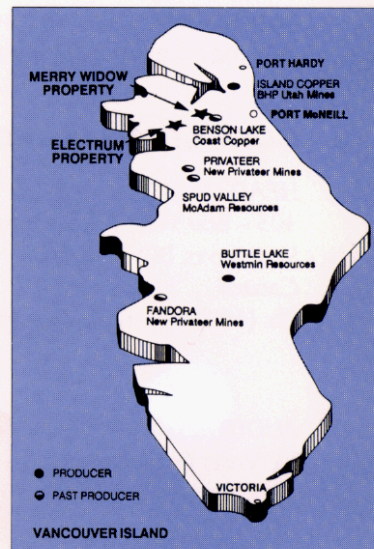 PORT HARDY
MERRY WIDOW
PROPERTY
ISLAND COPPER
BHP Utah Mines
PORT McNEILL
BENSON LAKE
Coast Copper
ELECTRUM
PROPERTY
PRIVATEER
New Privateer Mines
SPUD VALLEY
McAdam Resources
BUTTLE LAKE
Westmin Resources
FANDORA
New Privateer Mines
VICTORIA
PRODUCER
PAST PRODUCER
VANCOUVER ISLAND